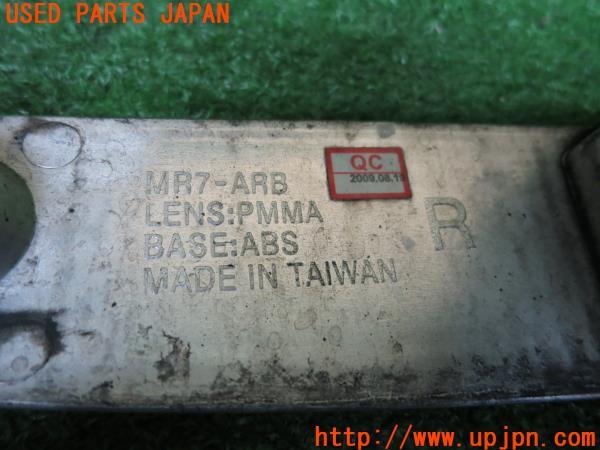 USED PARTS JAPAN
QC
2009.08.19
MR7-ARB
LENS:PMMA
BASE:ABS
MADE IN TAIWAN
R
http://www.upjpn.com/